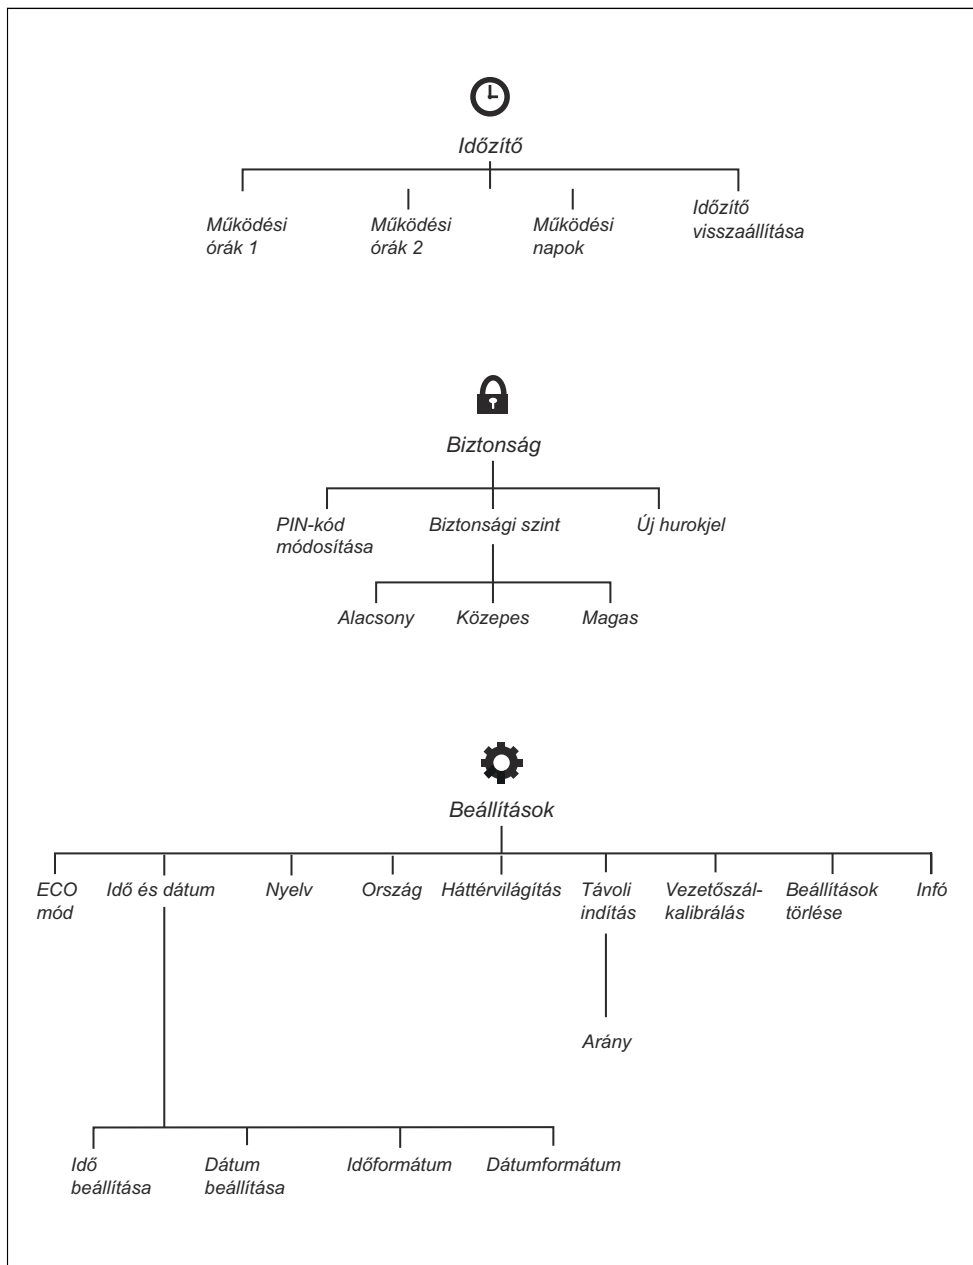 Időzítő
Működési
órák 1
Működési
órák 2
Működési
napok
Időzítő
visszaállítása
Biztonság
PIN-kód
módosítása
Biztonsági szint
Új hurokjel
Alacsony
Közepes
Magas
Beállítások
ECO
mód
Idő és dátum
Nyelv
Ország
Háttérvilágítás
Távoli
indítás
Vezetőszál-
kalibrálás
Beállítások
törlése
Infó
Arány
Idő
beállítása
Dátum
beállítása
Időformátum
Dátumformátum